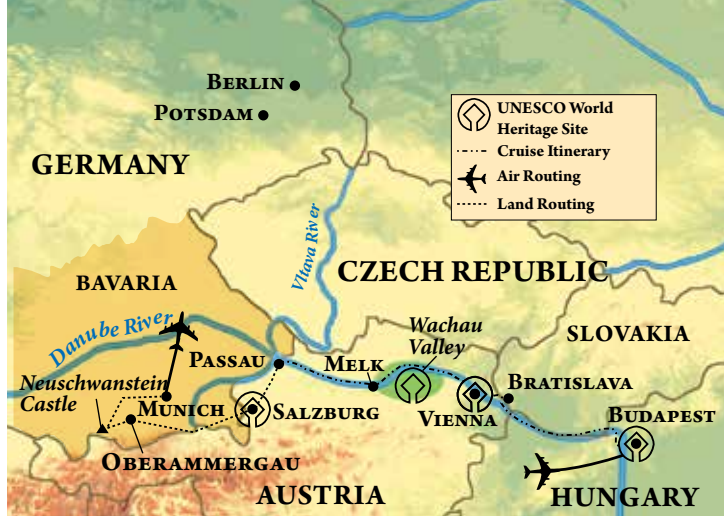 BERLIN
POTSDAM
GERMANY
UNESCO World
Heritage Site
Cruise Itinerary
Air Routing
Land Routing
Vltava River
CZECH REPUBLIC
BAVARIA
Danube River
Wachau
Valley
SLOVAKIA
PASSAU
MELK
Neuschwanstein
Castle
MUNICH
SALZBURG
VIENNA
BRATISLAVA
BUDAPEST
OBERAMMERGAU
AUSTRIA
HUNGARY